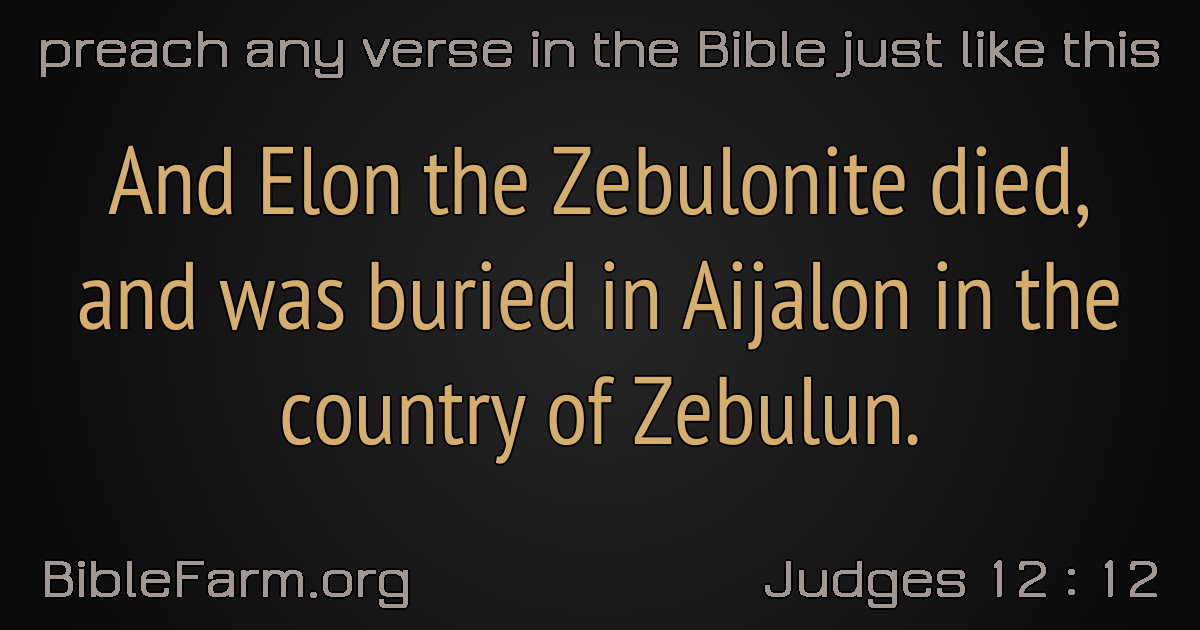 preach any verse in the Bible just like this
And Elon the Zebulonite died,
and was buried in Aijalon in the
country of Zebulun.
BibleFarm.org
Judges 12 : 12